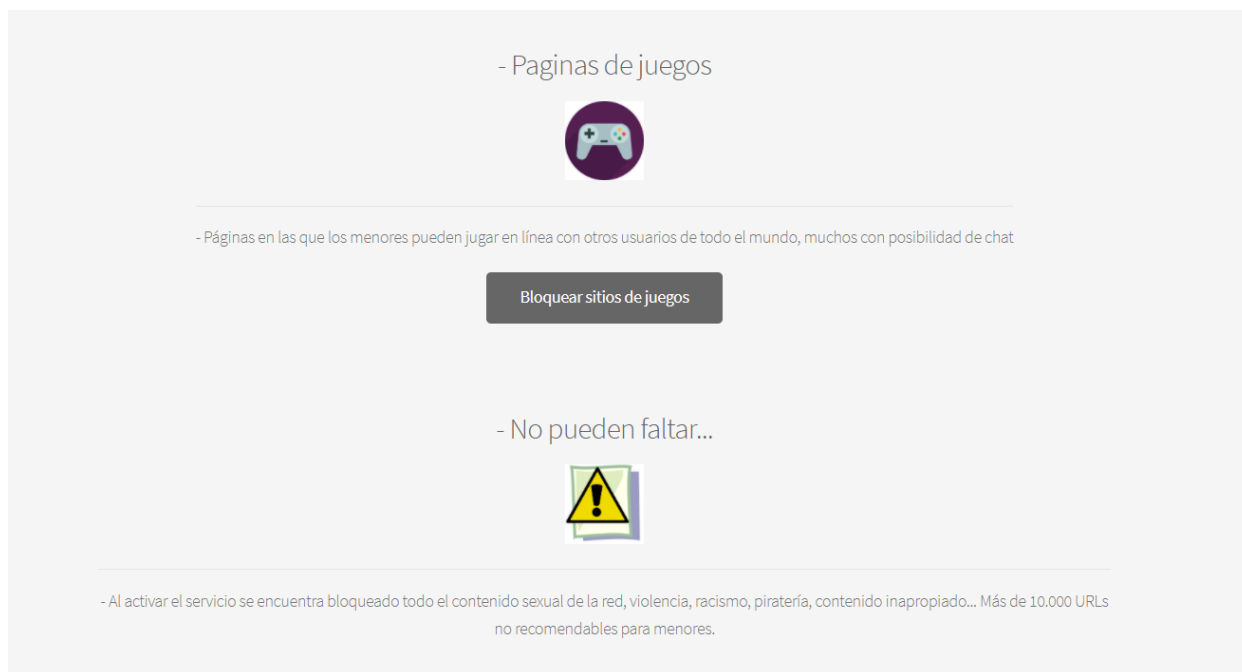 - Paginas de juegos
- Páginas en las que los menores pueden jugar en línea con otros usuarios de todo el mundo, muchos con posibilidad de chat
Bloquear sitios de juegos
- No pueden faltar...
- Al activar el servicio se encuentra bloqueado todo el contenido sexual de la red, violencia, racismo, piratería, contenido inapropiado... Más de 10.000 URLs
no recomendables para menores.